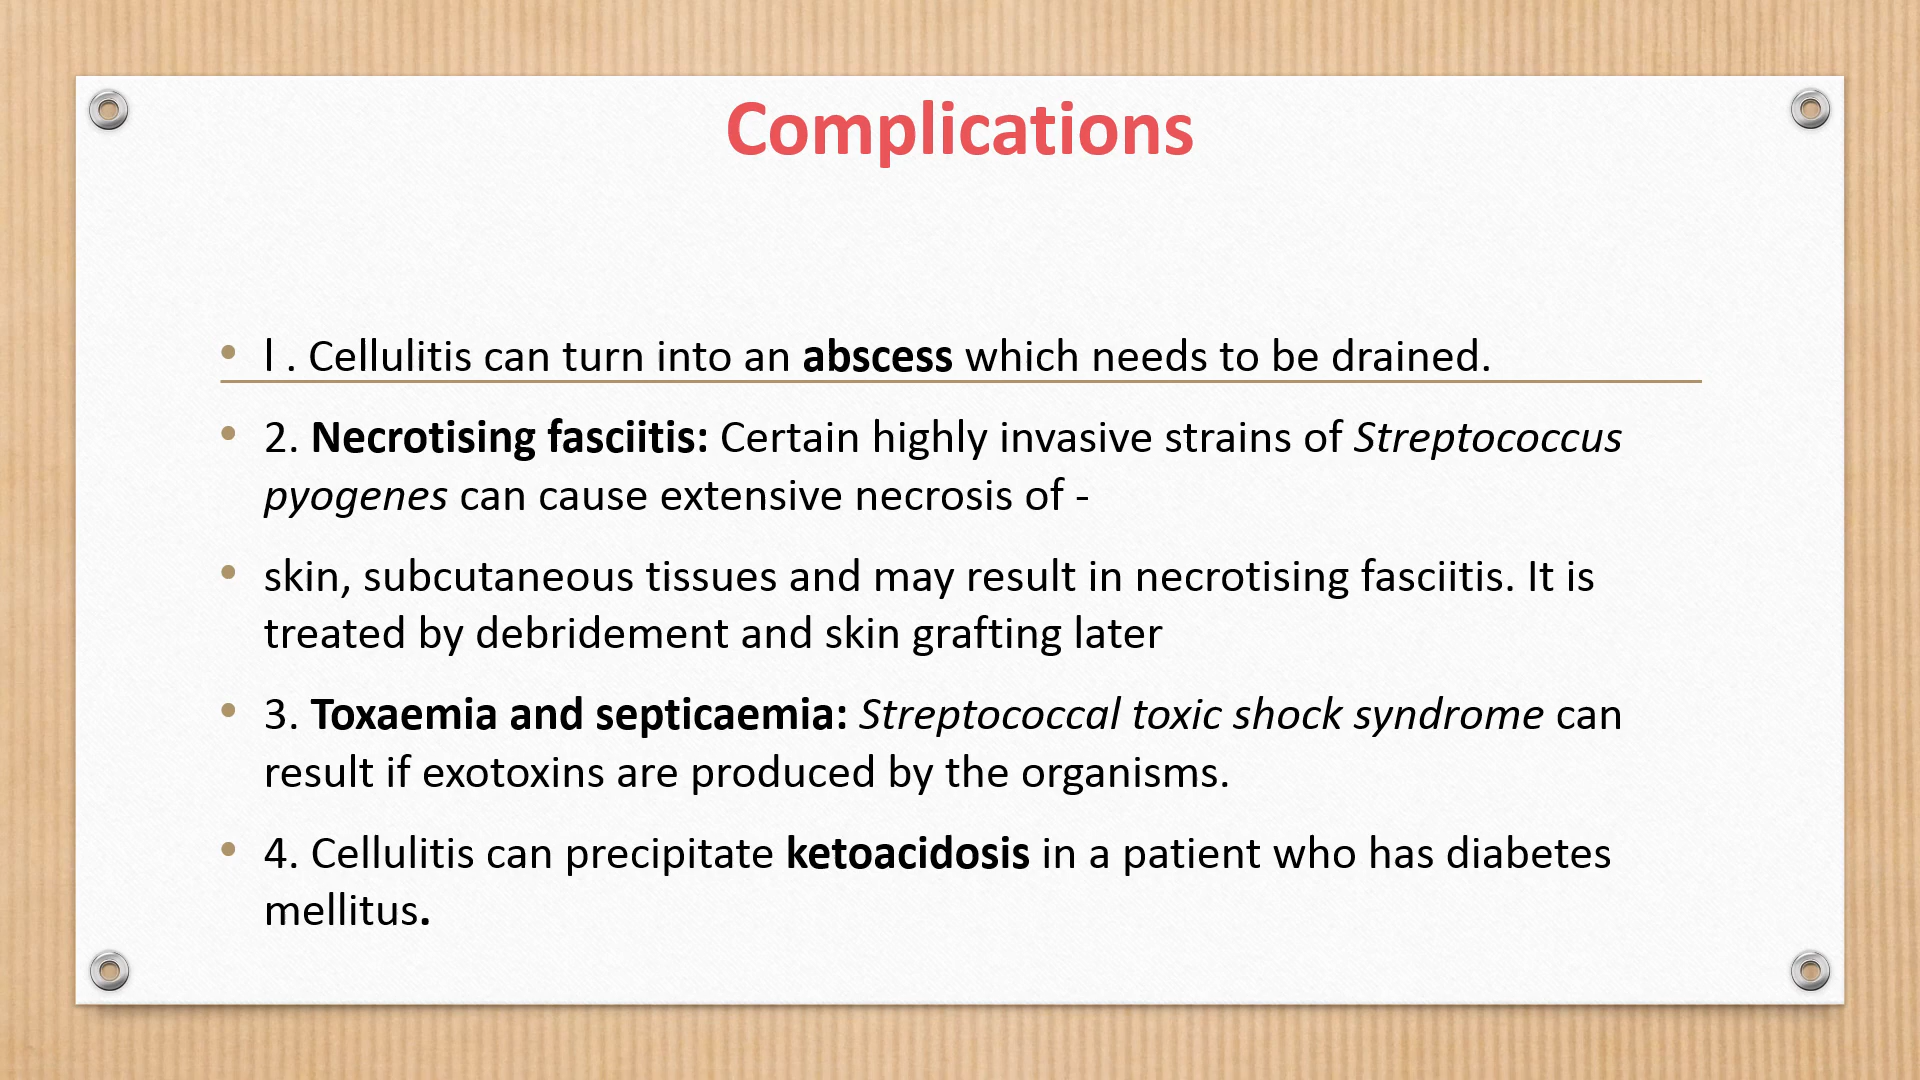 Complications
• l . Cellulitis can turn into an abscess which needs to be drained.
• 2. Necrotising fasciitis: Certain highly invasive strains of Streptococcus
pyogenes can cause extensive necrosis of -
• skin, subcutaneous tissues and may result in necrotising fasciitis. It is
treated by debridement and skin grafting later
• 3. Toxaemia and septicaemia: Streptococcal toxic shock syndrome can
result if exotoxins are produced by the organisms.
• 4. Cellulitis can precipitate ketoacidosis in a patient who has diabetes
mellitus.